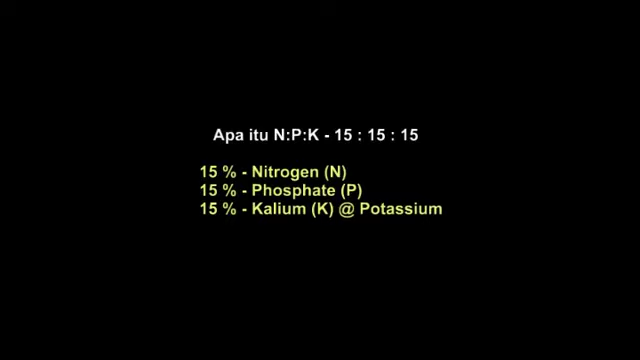 Apa itu N:P:K - 15 : 15 : 15
15 % - Nitrogen (N)
15 % - Phosphate (P)
15 % - Kalium (K) @ Potassium